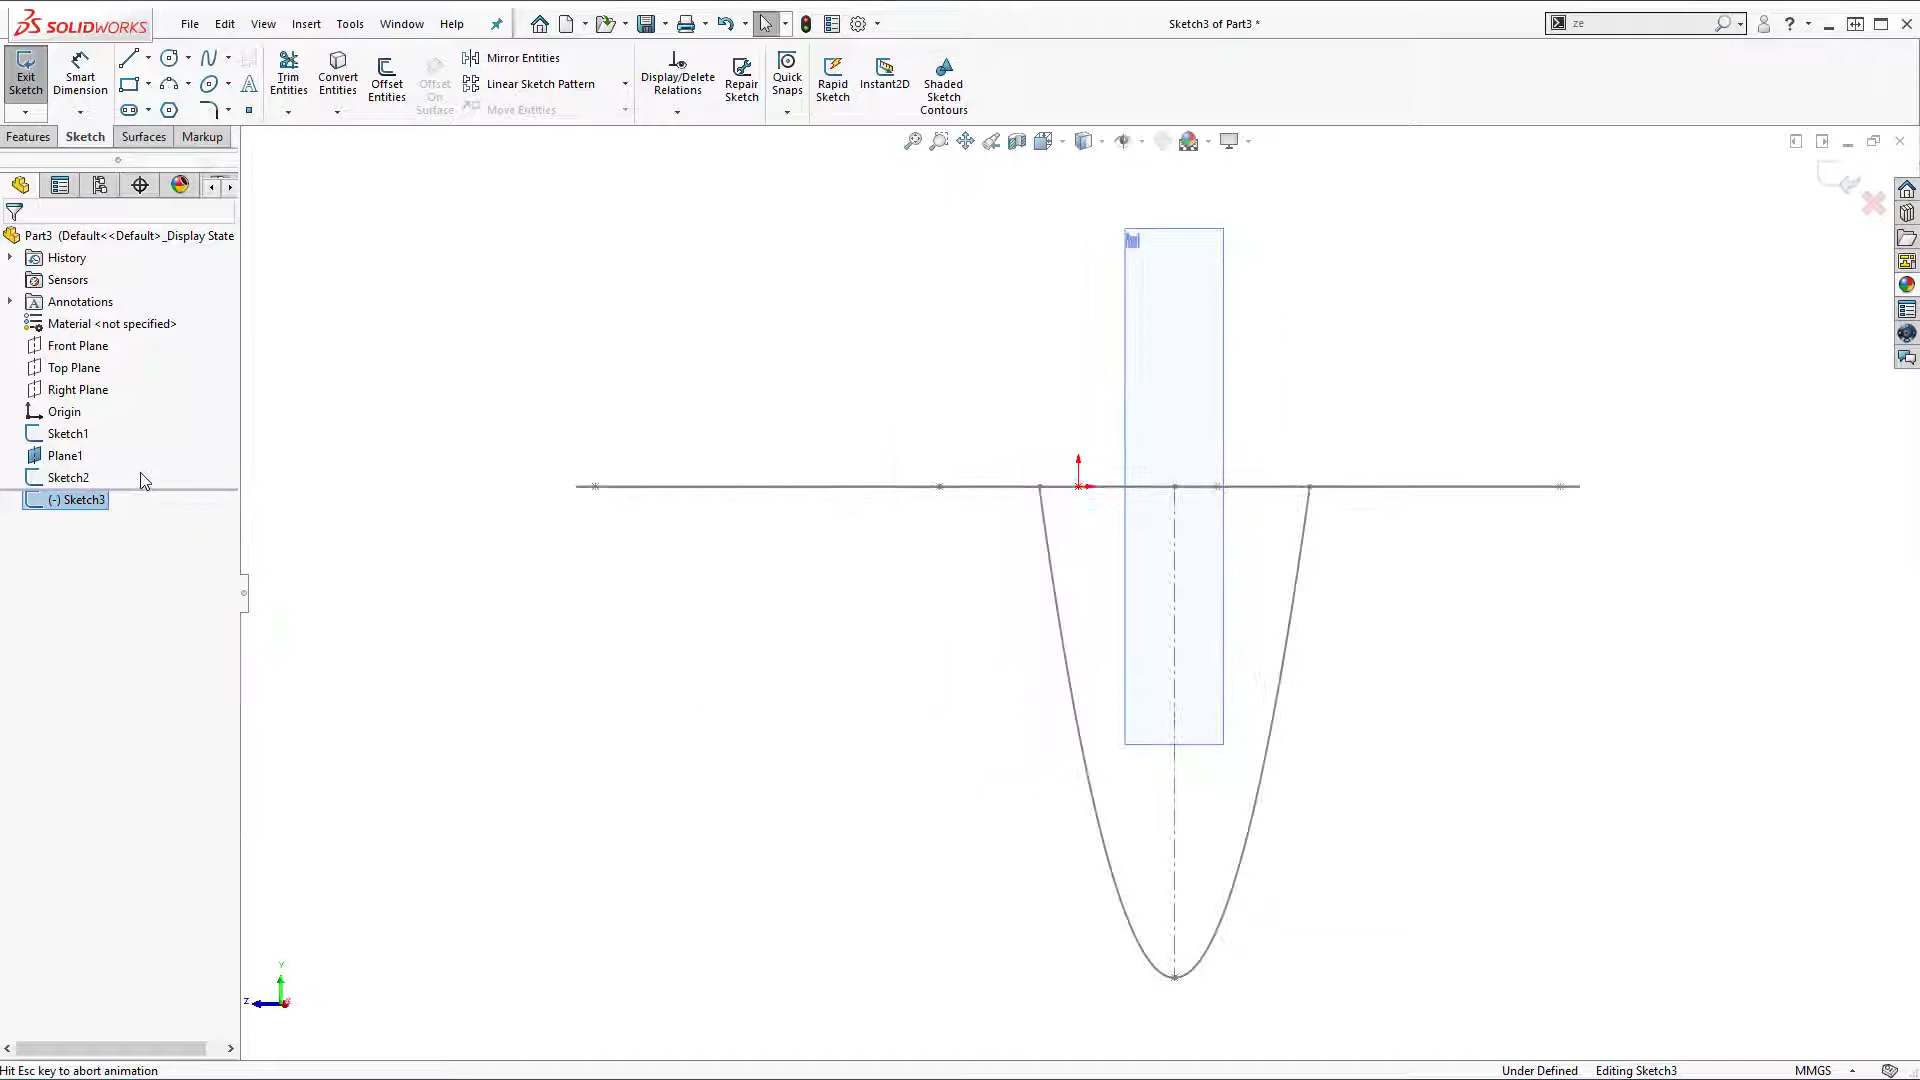 SOLIDWORKS File Edit View Insert Tools Window Help Sketch3 of Part3 * ze
Exit Sketch
Smart Dimension
Trim Entities
Convert Entities
Offset Entities
Offset On Surface
Mirror Entities
Linear Sketch Pattern
Move Entities
Display/Delete Relations
Repair Sketch
Quick Snaps
Rapid Sketch
Instant2D
Shaded Sketch Contours
Features Sketch Surfaces Markup
Part3 (Default<<Default>_Display State
History
Sensors
Annotations
Material <not specified>
Front Plane
Top Plane
Right Plane
Origin
Sketch1
Plane1
Sketch2
(-) Sketch3
Y
Z
Hit Esc key to abort animation Under Defined Editing Sketch3 MMGS